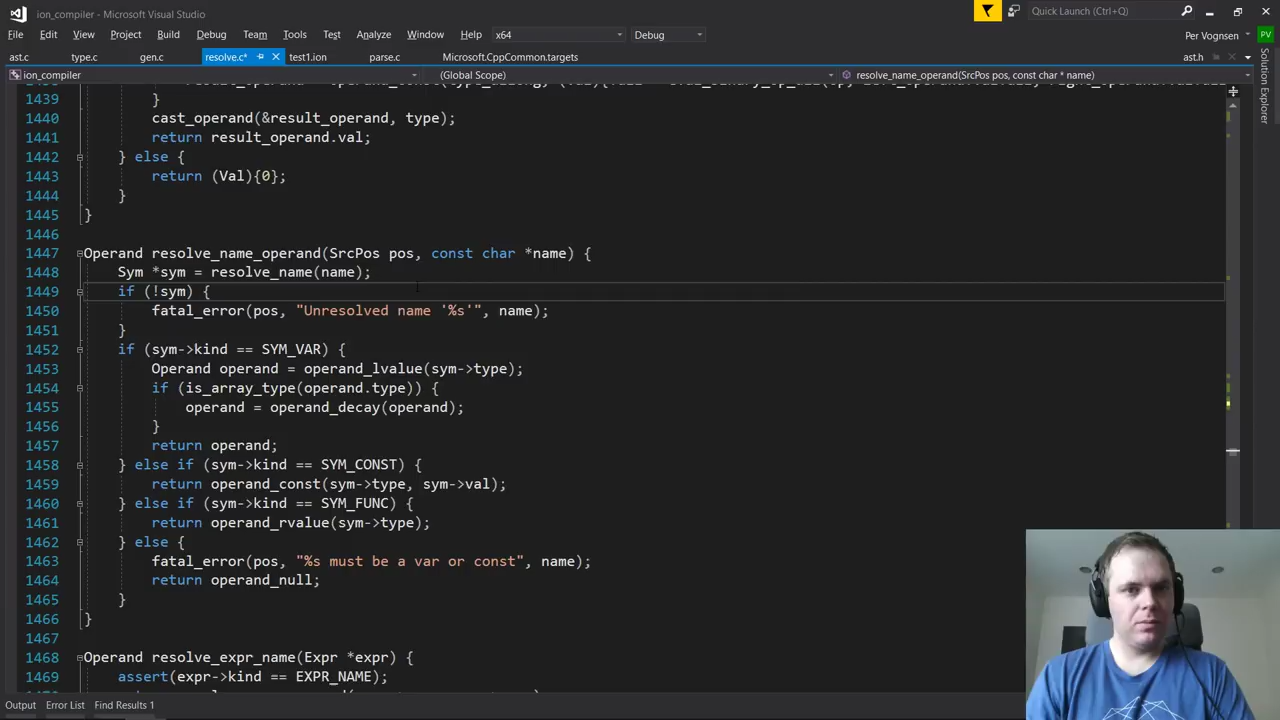 ion_compiler - Microsoft Visual Studio
Quick Launch (Ctrl+Q)
File Edit View Project Build Debug Team Tools Test Analyze Window Help x64 Debug Per Vognsen PV
ast.c type.c gen.c resolve.c* test1.ion parse.c Microsoft.CppCommon.targets ast.h
ion_compiler (Global Scope) resolve_name_operand(SrcPos pos, const char * name)
Solution Explorer
1439 }
1440 cast_operand(&result_operand, type);
1441 return result_operand.val;
1442 } else {
1443 return (Val){0};
1444 }
1445 }
1446
1447 Operand resolve_name_operand(SrcPos pos, const char *name) {
1448 Sym *sym = resolve_name(name);
1449 if (!sym) {
1450 fatal_error(pos, "Unresolved name '%s'", name);
1451 }
1452 if (sym->kind == SYM_VAR) {
1453 Operand operand = operand_lvalue(sym->type);
1454 if (is_array_type(operand.type)) {
1455 operand = operand_decay(operand);
1456 }
1457 return operand;
1458 } else if (sym->kind == SYM_CONST) {
1459 return operand_const(sym->type, sym->val);
1460 } else if (sym->kind == SYM_FUNC) {
1461 return operand_rvalue(sym->type);
1462 } else {
1463 fatal_error(pos, "%s must be a var or const", name);
1464 return operand_null;
1465 }
1466 }
1467
1468 Operand resolve_expr_name(Expr *expr) {
1469 assert(expr->kind == EXPR_NAME);
Output Error List Find Results 1